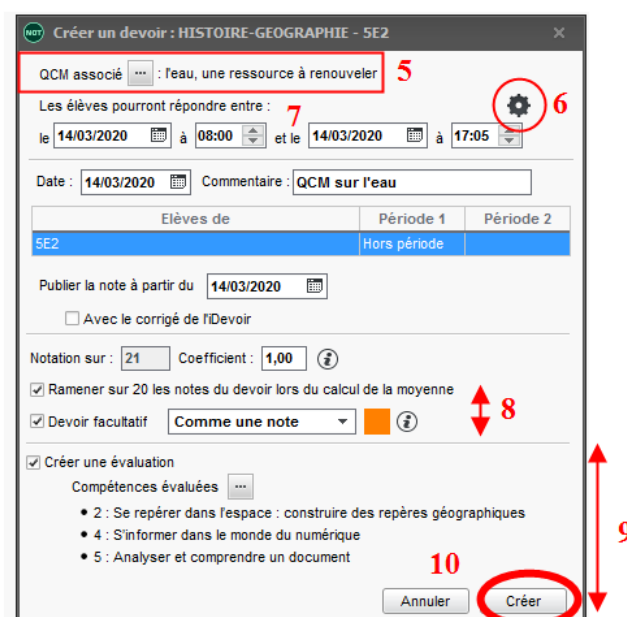 NOT Créer un devoir : HISTOIRE-GEOGRAPHIE - 5E2 ×
QCM associé ... : l'eau, une ressource à renouveler 5
Les élèves pourront répondre entre : 7 6
le 14/03/2020 à 08:00 et le 14/03/2020 à 17:05
Date : 14/03/2020 Commentaire : QCM sur l'eau
Elèves de Période 1 Période 2
5E2 Hors période
Publier la note à partir du 14/03/2020
Avec le corrigé de l'iDevoir
Notation sur : 21 Coefficient : 1,00 i
Ramener sur 20 les notes du devoir lors du calcul de la moyenne
Devoir facultatif Comme une note i 8
Créer une évaluation
Compétences évaluées ...
• 2 : Se repérer dans l'espace : construire des repères géographiques
• 4 : S'informer dans le monde du numérique 9
• 5 : Analyser et comprendre un document 10
Annuler Créer